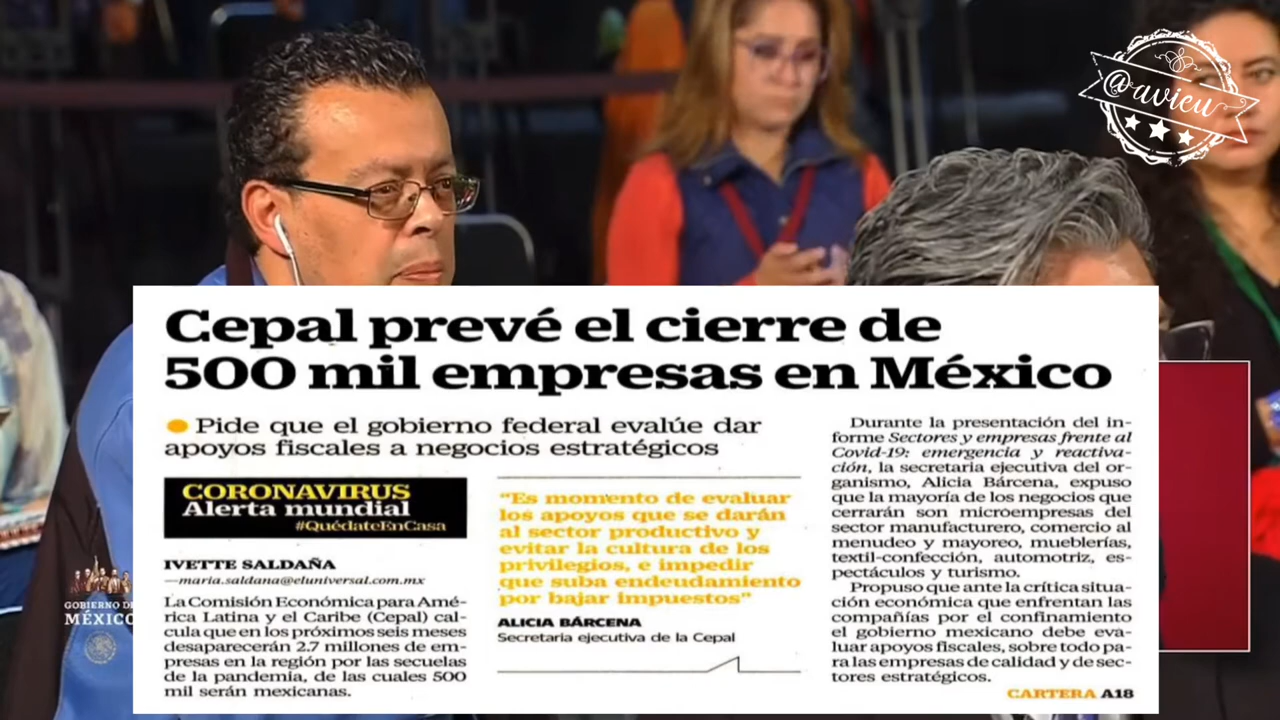 @avieu
Cepal prevé el cierre de
500 mil empresas en México
Pide que el gobierno federal evalúe dar
apoyos fiscales a negocios estratégicos
CORONAVIRUS
Alerta mundial
#QuédateEnCasa
IVETTE SALDAÑA
—maria.saldana@eluniversal.com.mx
La Comisión Económica para Amé-
rica Latina y el Caribe (Cepal) cal-
cula que en los próximos seis meses
desaparecerán 2.7 millones de em-
presas en la región por las secuelas
de la pandemia, de las cuales 500
mil serán mexicanas.
“Es momento de evaluar
los apoyos que se darán
al sector productivo y
evitar la cultura de los
privilegios, e impedir
que suba endeudamiento
por bajar impuestos”
ALICIA BÁRCENA
Secretaria ejecutiva de la Cepal
Durante la presentación del in-
forme Sectores y empresas frente al
Covid-19: emergencia y reactiva-
ción, la secretaria ejecutiva del or-
ganismo, Alicia Bárcena, expuso
que la mayoría de los negocios que
cerrarán son microempresas del
sector manufacturero, comercio al
menudeo y mayoreo, mueblerías,
textil-confección, automotriz, es-
pectáculos y turismo.
Propuso que ante la crítica situa-
ción económica que enfrentan las
compañías por el confinamiento
el gobierno mexicano debe eva-
luar apoyos fiscales, sobre todo pa-
ra las empresas de calidad y de sec-
tores estratégicos.
CARTERA A18
GOBIERNO DE
MÉXICO